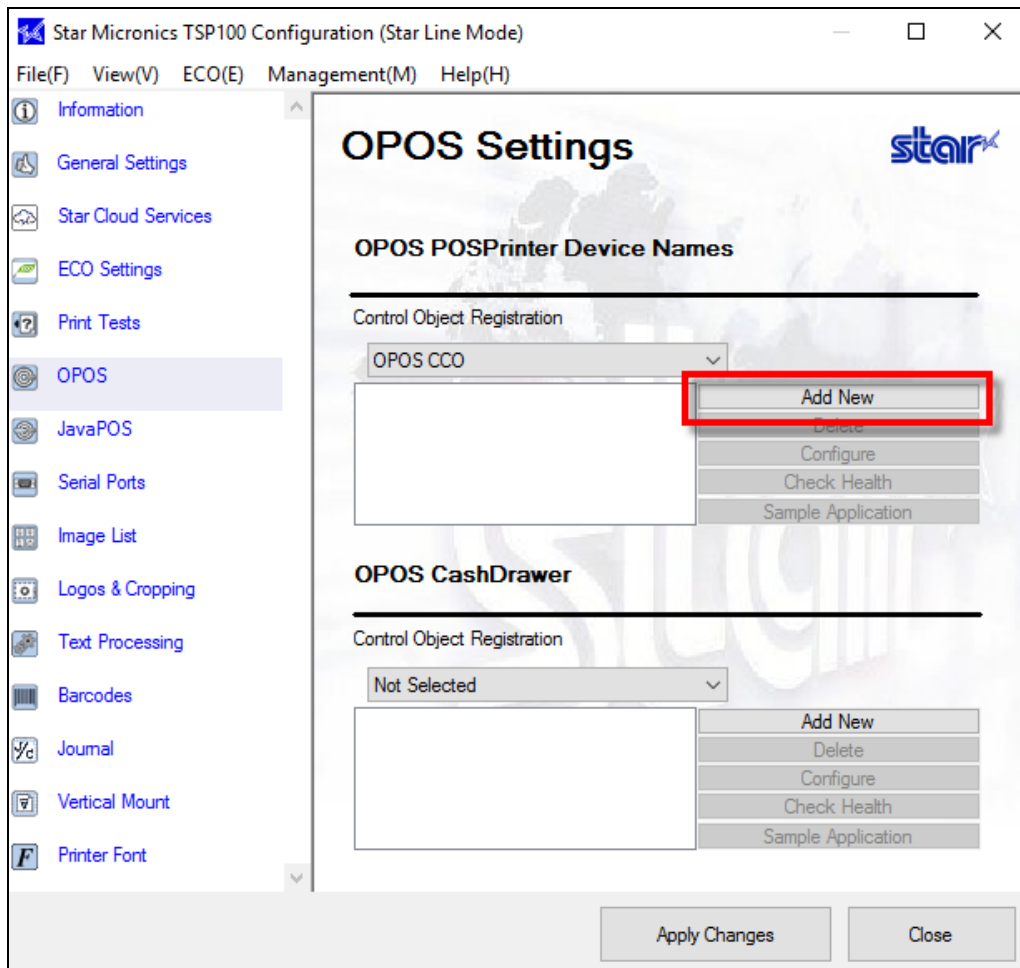 Star Micronics TSP100 Configuration (Star Line Mode)
File(F) View(V) ECO(E) Management(M) Help(H)
Information
General Settings
Star Cloud Services
ECO Settings
Print Tests
OPOS
JavaPOS
Serial Ports
Image List
Logos & Cropping
Text Processing
Barcodes
Journal
Vertical Mount
Printer Font
OPOS Settings
star
OPOS POSPrinter Device Names
Control Object Registration
OPOS CCO
Add New
Delete
Configure
Check Health
Sample Application
OPOS CashDrawer
Control Object Registration
Not Selected
Add New
Delete
Configure
Check Health
Sample Application
Apply Changes
Close